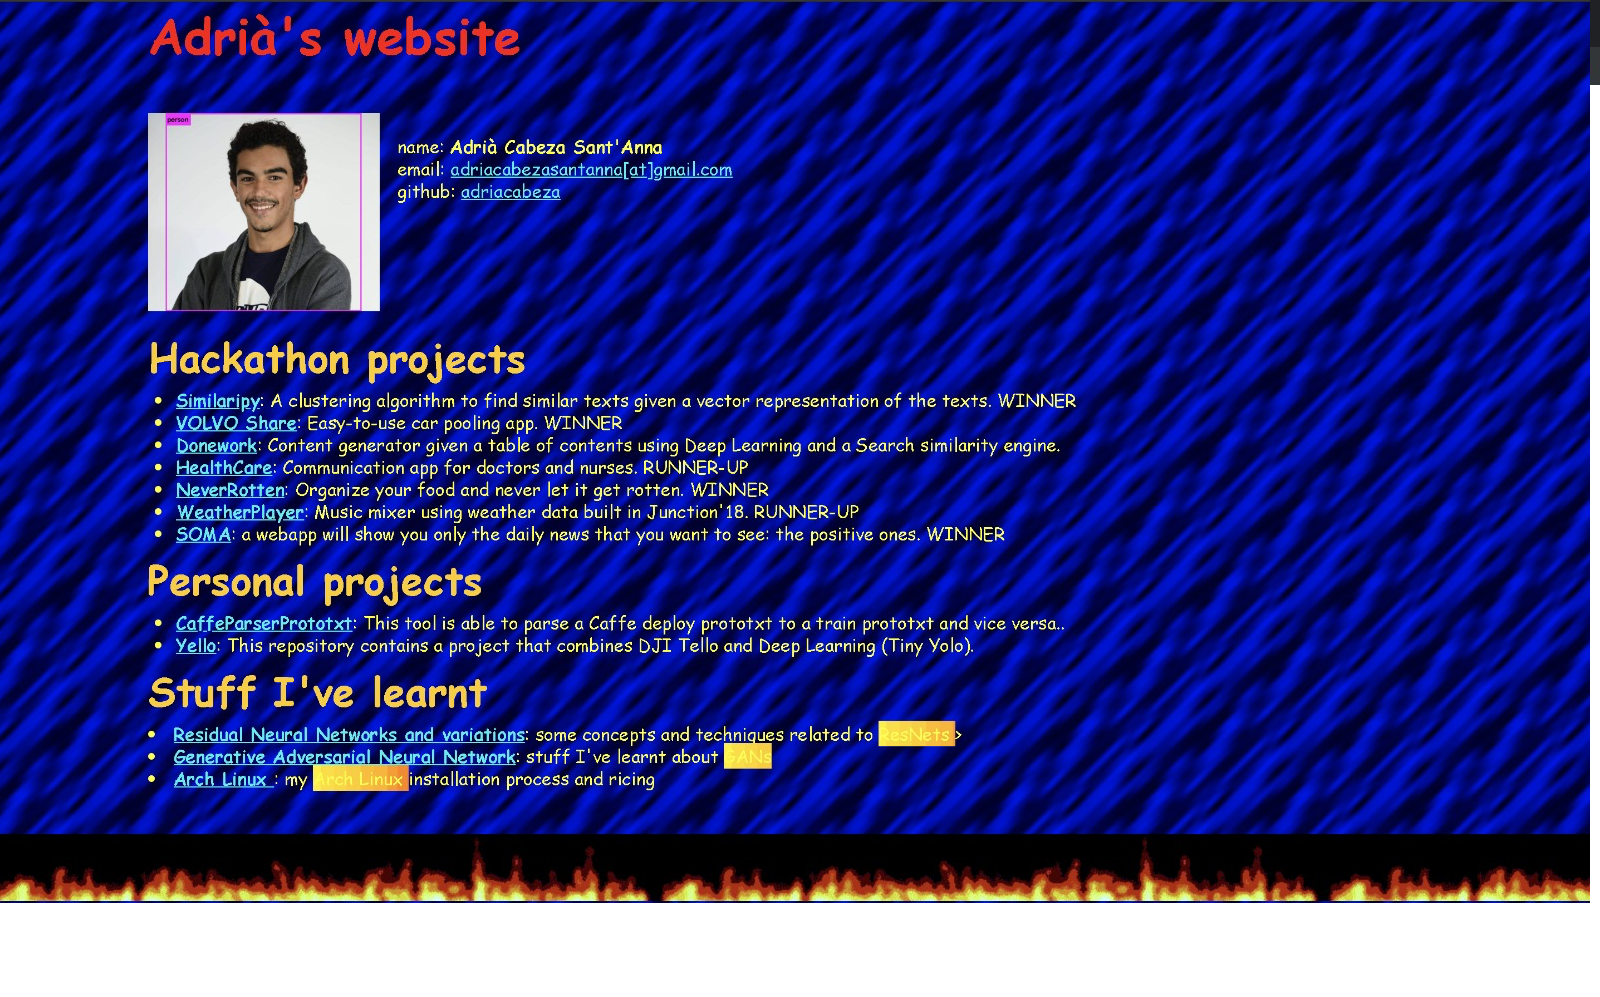 Adrià's website
person
name: Adrià Cabeza Sant'Anna
email: adriacabezasantanna[at]gmail.com
github: adriacabeza
Hackathon projects
Similaripy: A clustering algorithm to find similar texts given a vector representation of the texts. WINNER
VOLVO Share: Easy-to-use car pooling app. WINNER
Donework: Content generator given a table of contents using Deep Learning and a Search similarity engine.
HealthCare: Communication app for doctors and nurses. RUNNER-UP
NeverRotten: Organize your food and never let it get rotten. WINNER
WeatherPlayer: Music mixer using weather data built in Junction'18. RUNNER-UP
SOMA: a webapp will show you only the daily news that you want to see: the positive ones. WINNER
Personal projects
CaffeParserPrototxt: This tool is able to parse a Caffe deploy prototxt to a train prototxt and vice versa..
Yello: This repository contains a project that combines DJI Tello and Deep Learning (Tiny Yolo).
Stuff I've learnt
Residual Neural Networks and variations: some concepts and techniques related to ResNets >
Generative Adversarial Neural Network: stuff I've learnt about GANs
Arch Linux : my Arch Linux installation process and ricing